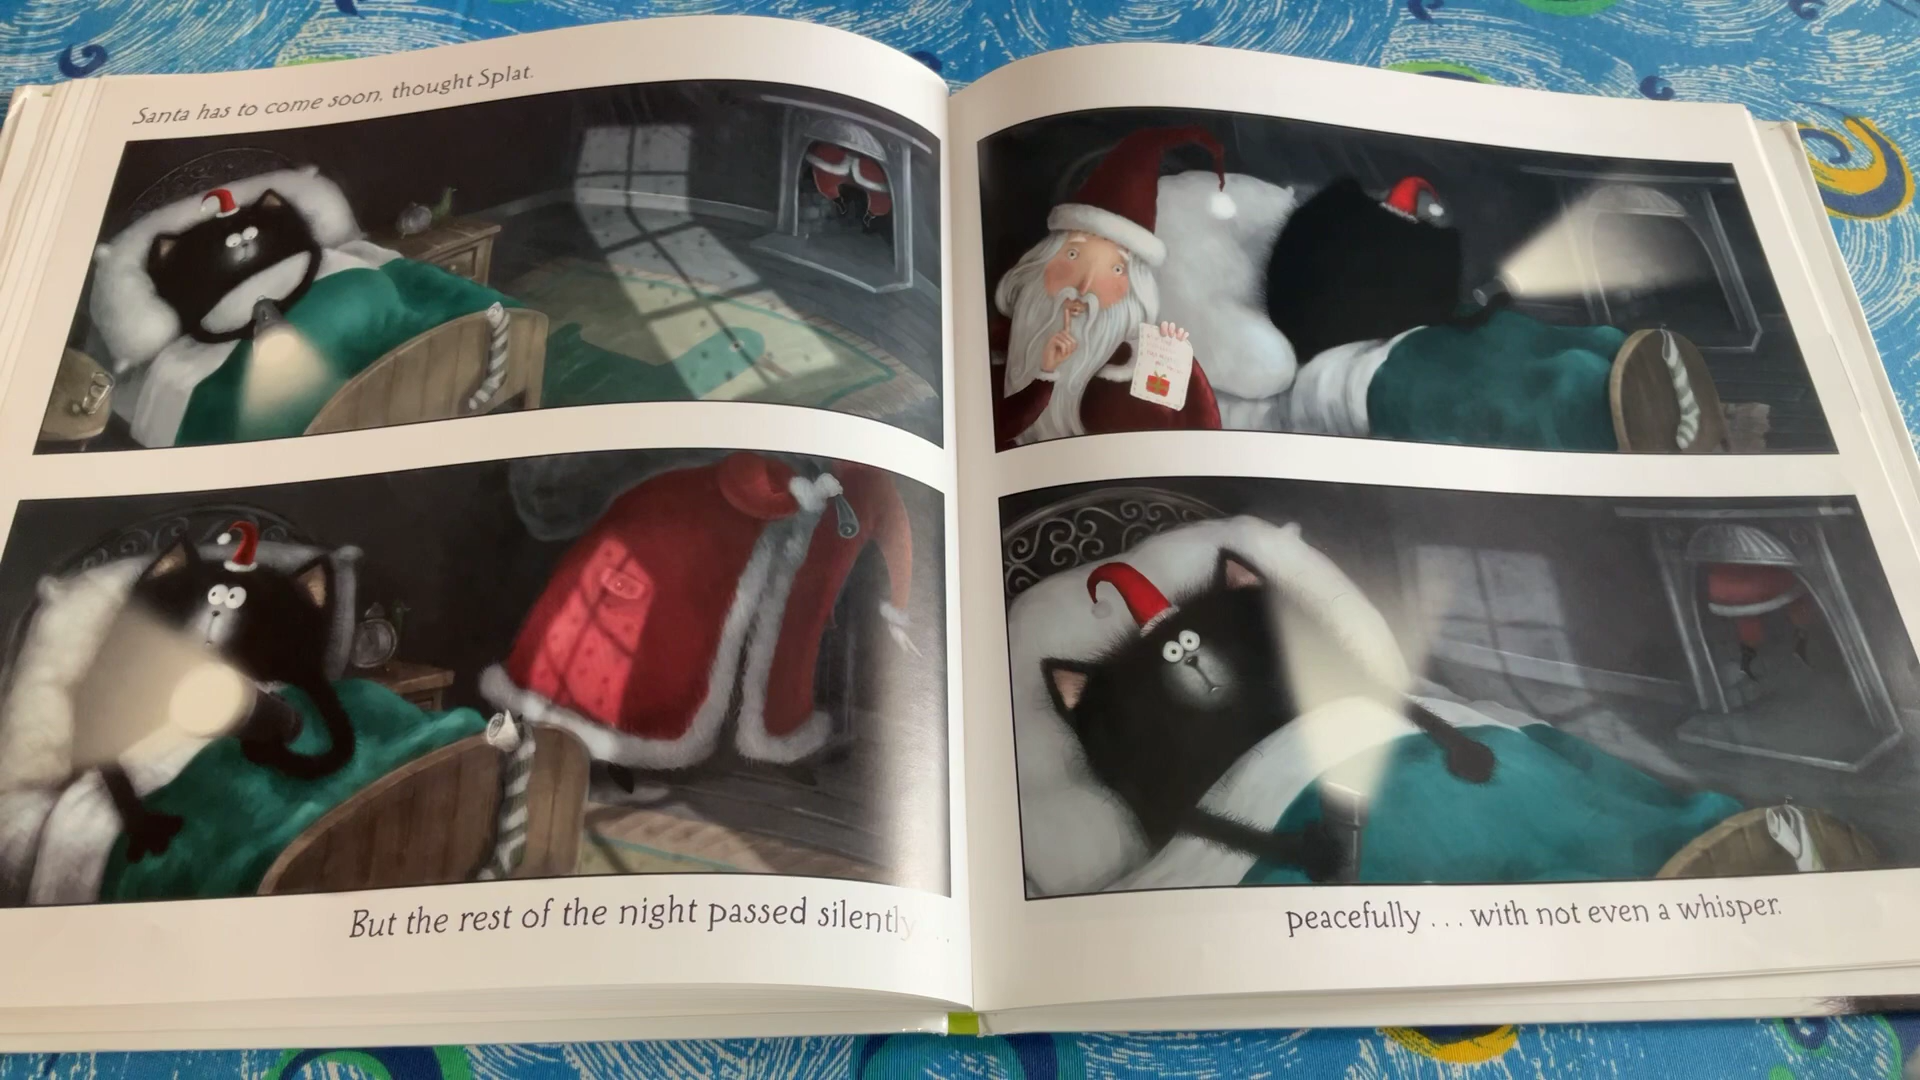 Santa has to come soon, thought Splat.
But the rest of the night passed silently . . .
peacefully . . . with not even a whisper.